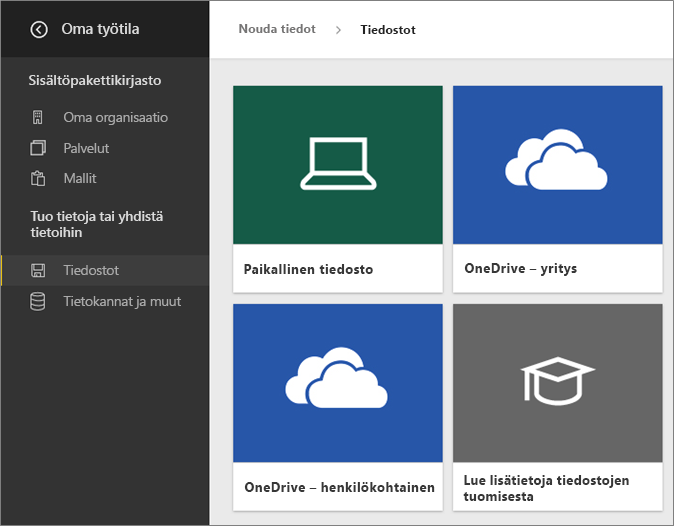 Oma työtila
Nouda tiedot > Tiedostot
Sisältöpakettikirjasto
Oma organisaatio
Palvelut
Mallit
Tuo tietoja tai yhdistä
tietoihin
Tiedostot
Tietokannat ja muut
Paikallinen tiedosto
OneDrive – yritys
OneDrive – henkilökohtainen
Lue lisätietoja tiedostojen
tuomisesta